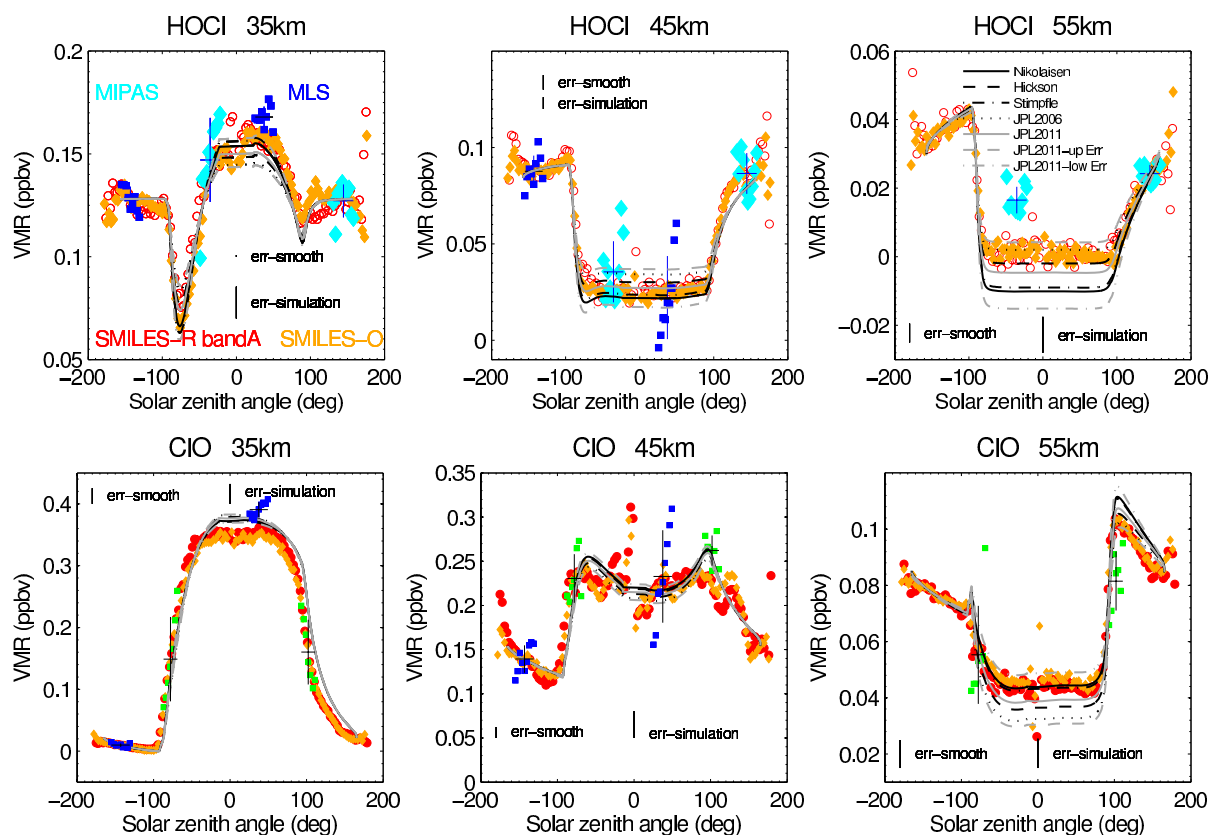 HOCl 35km
0.2
0.15
0.1
0.05
VMR (ppbv)
MIPAS
MLS
err−smooth
err−simulation
SMILES−R bandA
SMILES−O
−200 −100 0 100 200
Solar zenith angle (deg)
HOCl 45km
0.15
0.1
0.05
0
VMR (ppbv)
err−smooth
err−simulation
−200 −100 0 100 200
Solar zenith angle (deg)
HOCl 55km
0.06
0.04
0.02
0
−0.02
VMR (ppbv)
Nikolaisen
Hickson
Stimpfle
JPL2006
JPL2011
JPL2011−up Err
JPL2011−low Err
err−smooth
err−simulation
−200 −100 0 100 200
Solar zenith angle (deg)
ClO 35km
0.4
0.3
0.2
0.1
0
VMR (ppbv)
err−smooth
err−simulation
−200 −100 0 100 200
Solar zenith angle (deg)
ClO 45km
0.35
0.3
0.25
0.2
0.15
0.1
0.05
0
VMR (ppbv)
err−smooth
err−simulation
−200 −100 0 100 200
Solar zenith angle (deg)
ClO 55km
0.1
0.08
0.06
0.04
0.02
VMR (ppbv)
err−smooth
err−simulation
−200 −100 0 100 200
Solar zenith angle (deg)